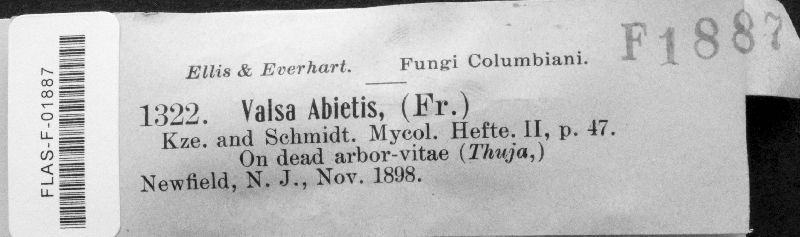 FLAS-F-01887
F1887
Ellis & Everhart. Fungi Columbiani.
1322. Valsa Abietis, (Fr.)
Kze. and Schmidt. Mycol. Hefte. II, p. 47.
On dead arbor-vitae (Thuja,)
Newfield, N. J., Nov. 1898.